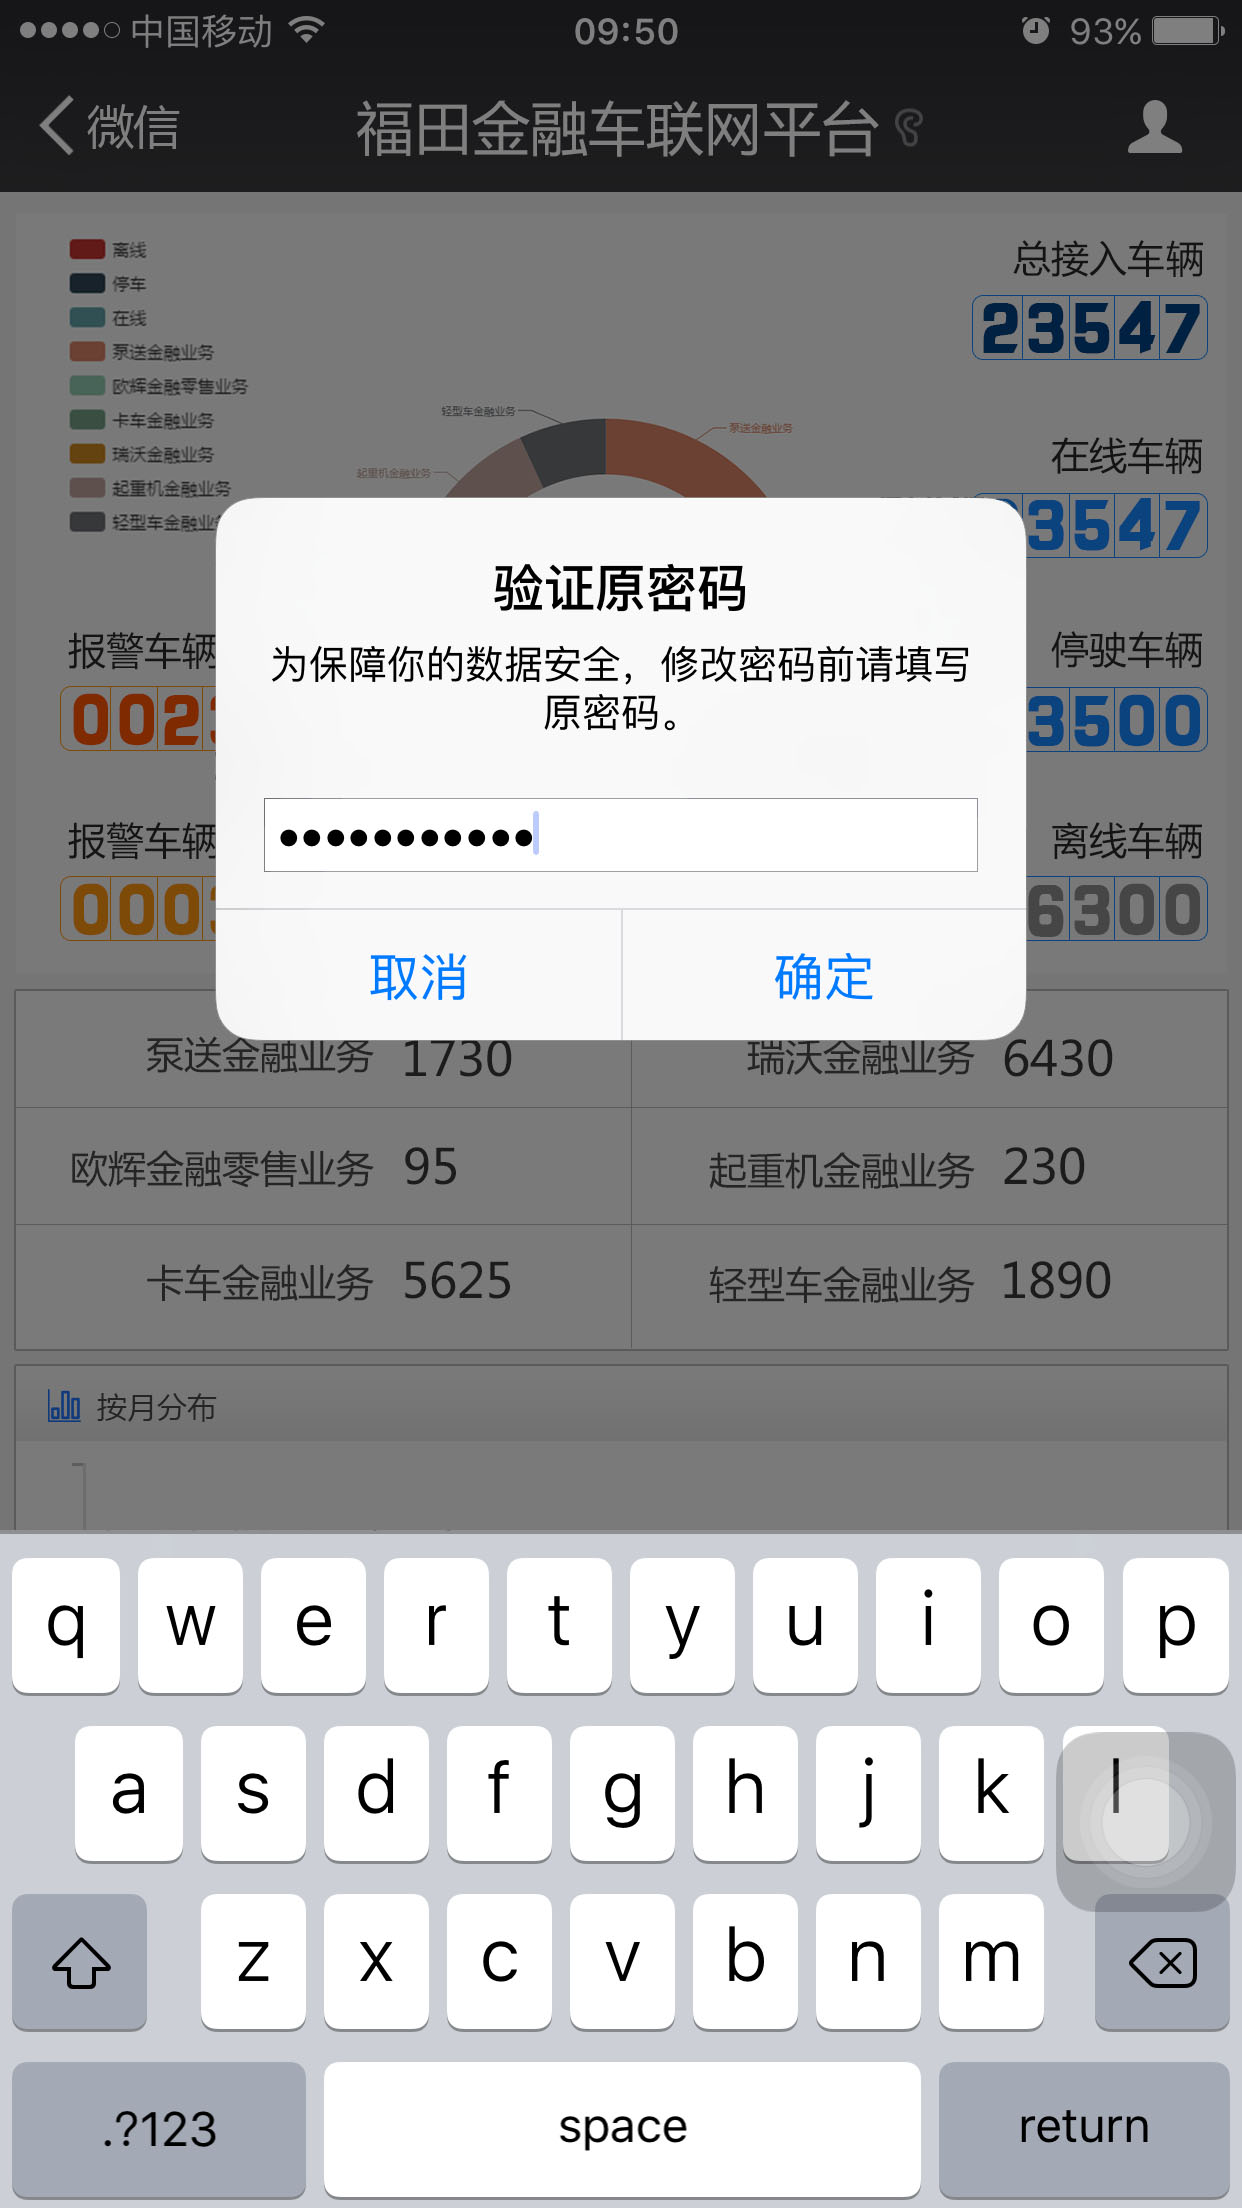 中国移动 09:50 93%
微信 福田金融车联网平台
离线
停车
在线
泵送金融业务
欧辉金融零售业务
卡车金融业务
瑞沃金融业务
起重机金融业务
轻型车金融业
轻型车金融业务
泵送金融业务
起重机金融业务
总接入车辆
23547
在线车辆
3547
报警车辆
002
停驶车辆
3500
报警车辆
000
离线车辆
6300
验证原密码
为保障你的数据安全，修改密码前请填写
原密码。
取消 确定
泵送金融业务 1730 瑞沃金融业务 6430
欧辉金融零售业务 95 起重机金融业务 230
卡车金融业务 5625 轻型车金融业务 1890
按月分布
q w e r t y u i o p
a s d f g h j k l
z x c v b n m
.?123 space return